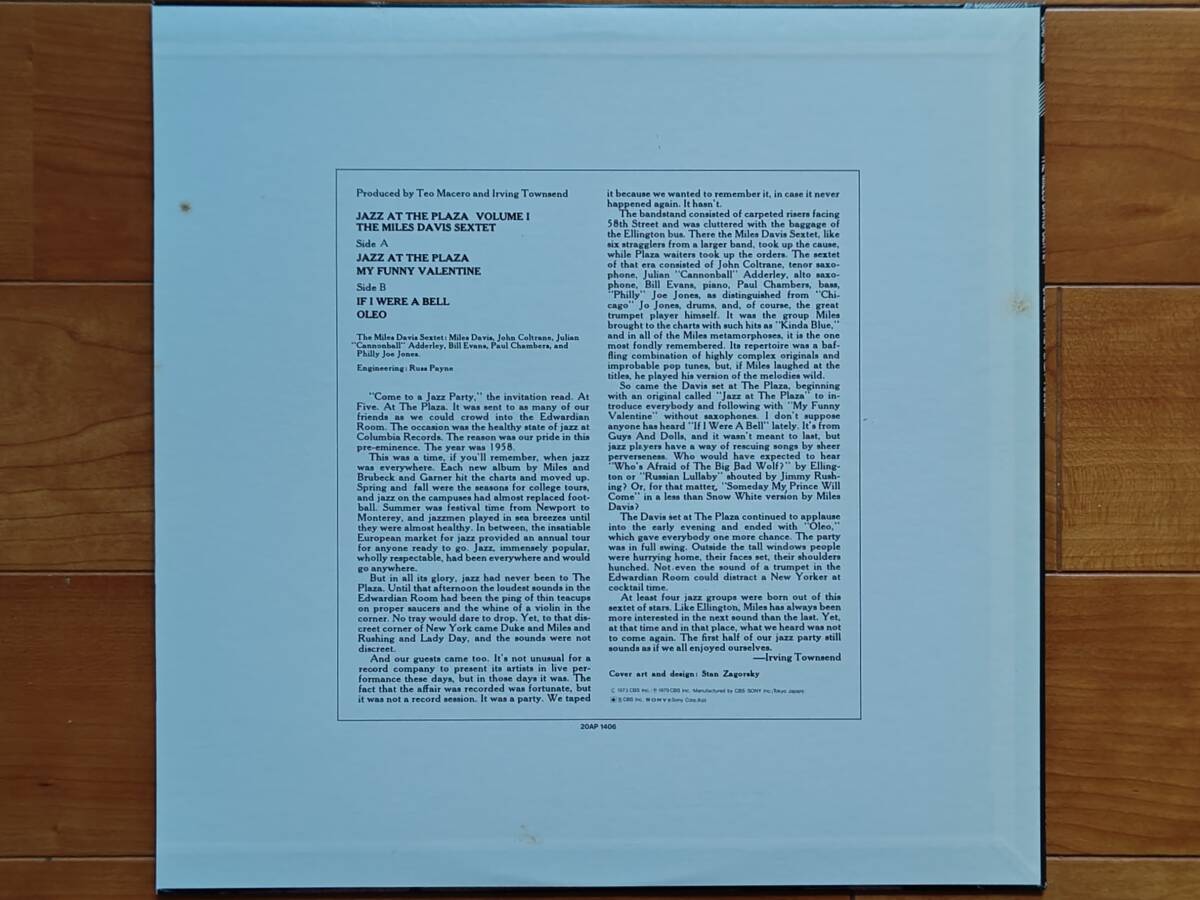 Produced by Teo Macero and Irving Townsend
JAZZ AT THE PLAZA VOLUME I
THE MILES DAVIS SEXTET
Side A
JAZZ AT THE PLAZA
MY FUNNY VALENTINE
Side B
IF I WERE A BELL
OLEO
The Miles Davis Sextet: Miles Davis, John Coltrane, Julian
"Cannonball" Adderley, Bill Evans, Paul Chambers, and
Philly Joe Jones.
Engineering: Russ Payne
"Come to a Jazz Party," the invitation read. At
Five. At The Plaza. It was sent to as many of our
friends as we could crowd into the Edwardian
Room. The occasion was the healthy state of jazz at
Columbia Records. The reason was our pride in this
pre-eminence. The year was 1958.
This was a time, if you'll remember, when jazz
was everywhere. Each new album by Miles and
Brubeck and Garner hit the charts and moved up.
Spring and fall were the seasons for college tours,
and jazz on the campuses had almost replaced foot-
ball. Summer was festival time from Newport to
Monterey, and jazzmen played in sea breezes until
they were almost healthy. In between, the insatiable
European market for jazz provided an annual tour
for anyone ready to go. Jazz, immensely popular,
wholly respectable, had been everywhere and would
go anywhere.
But in all its glory, jazz had never been to The
Plaza. Until that afternoon the loudest sounds in the
Edwardian Room had been the ping of thin teacups
on proper saucers and the whine of a violin in the
corner. No tray would dare to drop. Yet, to that dis-
creet corner of New York came Duke and Miles and
Rushing and Lady Day, and the sounds were not
discreet.
And our guests came too. It's not unusual for a
record company to present its artists in live per-
formance these days, but in those days it was. The
fact that the affair was recorded was fortunate, but
it was not a record session. It was a party. We taped
it because we wanted to remember it, in case it never
happened again. It hasn't.
The bandstand consisted of carpeted risers facing
58th Street and was cluttered with the baggage of
the Ellington bus. There the Miles Davis Sextet, like
six stragglers from a larger band, took up the cause,
while Plaza waiters took up the orders. The sextet
of that era consisted of John Coltrane, tenor saxo-
phone, Julian "Cannonball" Adderley, alto saxo-
phone, Bill Evans, piano, Paul Chambers, bass,
"Philly" Joe Jones, as distinguished from "Chi-
cago" Jo Jones, drums, and, of course, the great
trumpet player himself. It was the group Miles
brought to the charts with such hits as "Kinda Blue,"
and in all of the Miles metamorphoses, it is the one
most fondly remembered. Its repertoire was a baf-
fling combination of highly complex originals and
improbable pop tunes, but, if Miles laughed at the
titles, he played his version of the melodies wild.
So came the Davis set at The Plaza, beginning
with an original called "Jazz at The Plaza" to in-
troduce everybody and following with "My Funny
Valentine" without saxophones. I don't suppose
anyone has heard "If I Were A Bell" lately. It's from
Guys And Dolls, and it wasn't meant to last, but
jazz players have a way of rescuing songs by sheer
perverseness. Who would have expected to hear
"Who's Afraid of The Big Bad Wolf?" by Elling-
ton or "Russian Lullaby" shouted by Jimmy Rush-
ing? Or, for that matter, "Someday My Prince Will
Come" in a less than Snow White version by Miles
Davis?
The Davis set at The Plaza continued to applause
into the early evening and ended with "Oleo,"
which gave everybody one more chance. The party
was in full swing. Outside the tall windows people
were hurrying home, their faces set, their shoulders
hunched. Not even the sound of a trumpet in the
Edwardian Room could distract a New Yorker at
cocktail time.
At least four jazz groups were born out of this
sextet of stars. Like Ellington, Miles has always been
more interested in the next sound than the last. Yet,
at that time and in that place, what we heard was not
to come again. The first half of our jazz party still
sounds as if we all enjoyed ourselves.
—Irving Townsend
Cover art and design: Stan Zagorsky
© 1973 CBS Inc. ℗ 1973 CBS Inc. Manufactured by CBS SONY Inc., Tokyo Japan
20AP 1406